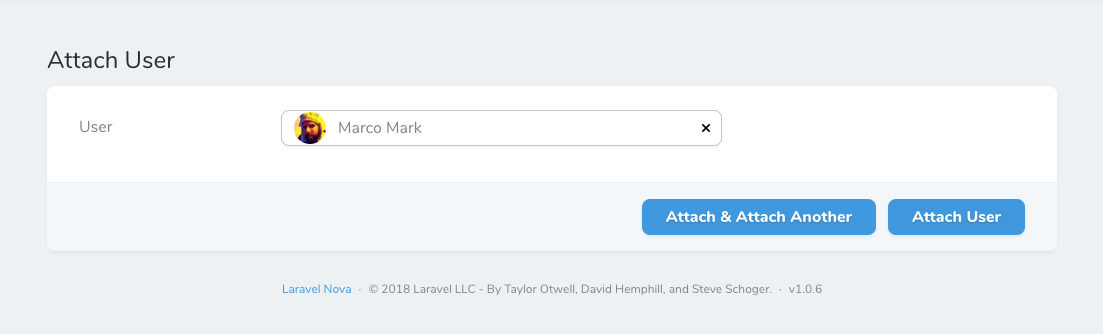 Attach User
User
Marco Mark
Attach & Attach Another
Attach User
Laravel Nova · © 2018 Laravel LLC - By Taylor Otwell, David Hemphill, and Steve Schoger. · v1.0.6